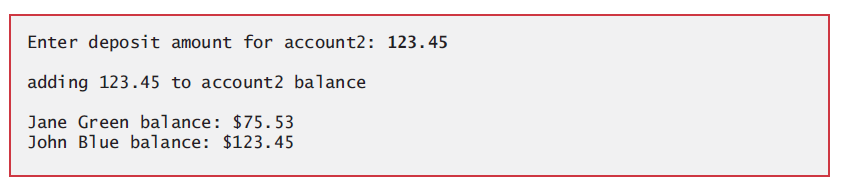 Enter deposit amount for account2: 123.45
adding 123.45 to account2 balance
Jane Green balance: $75.53
John Blue balance: $123.45